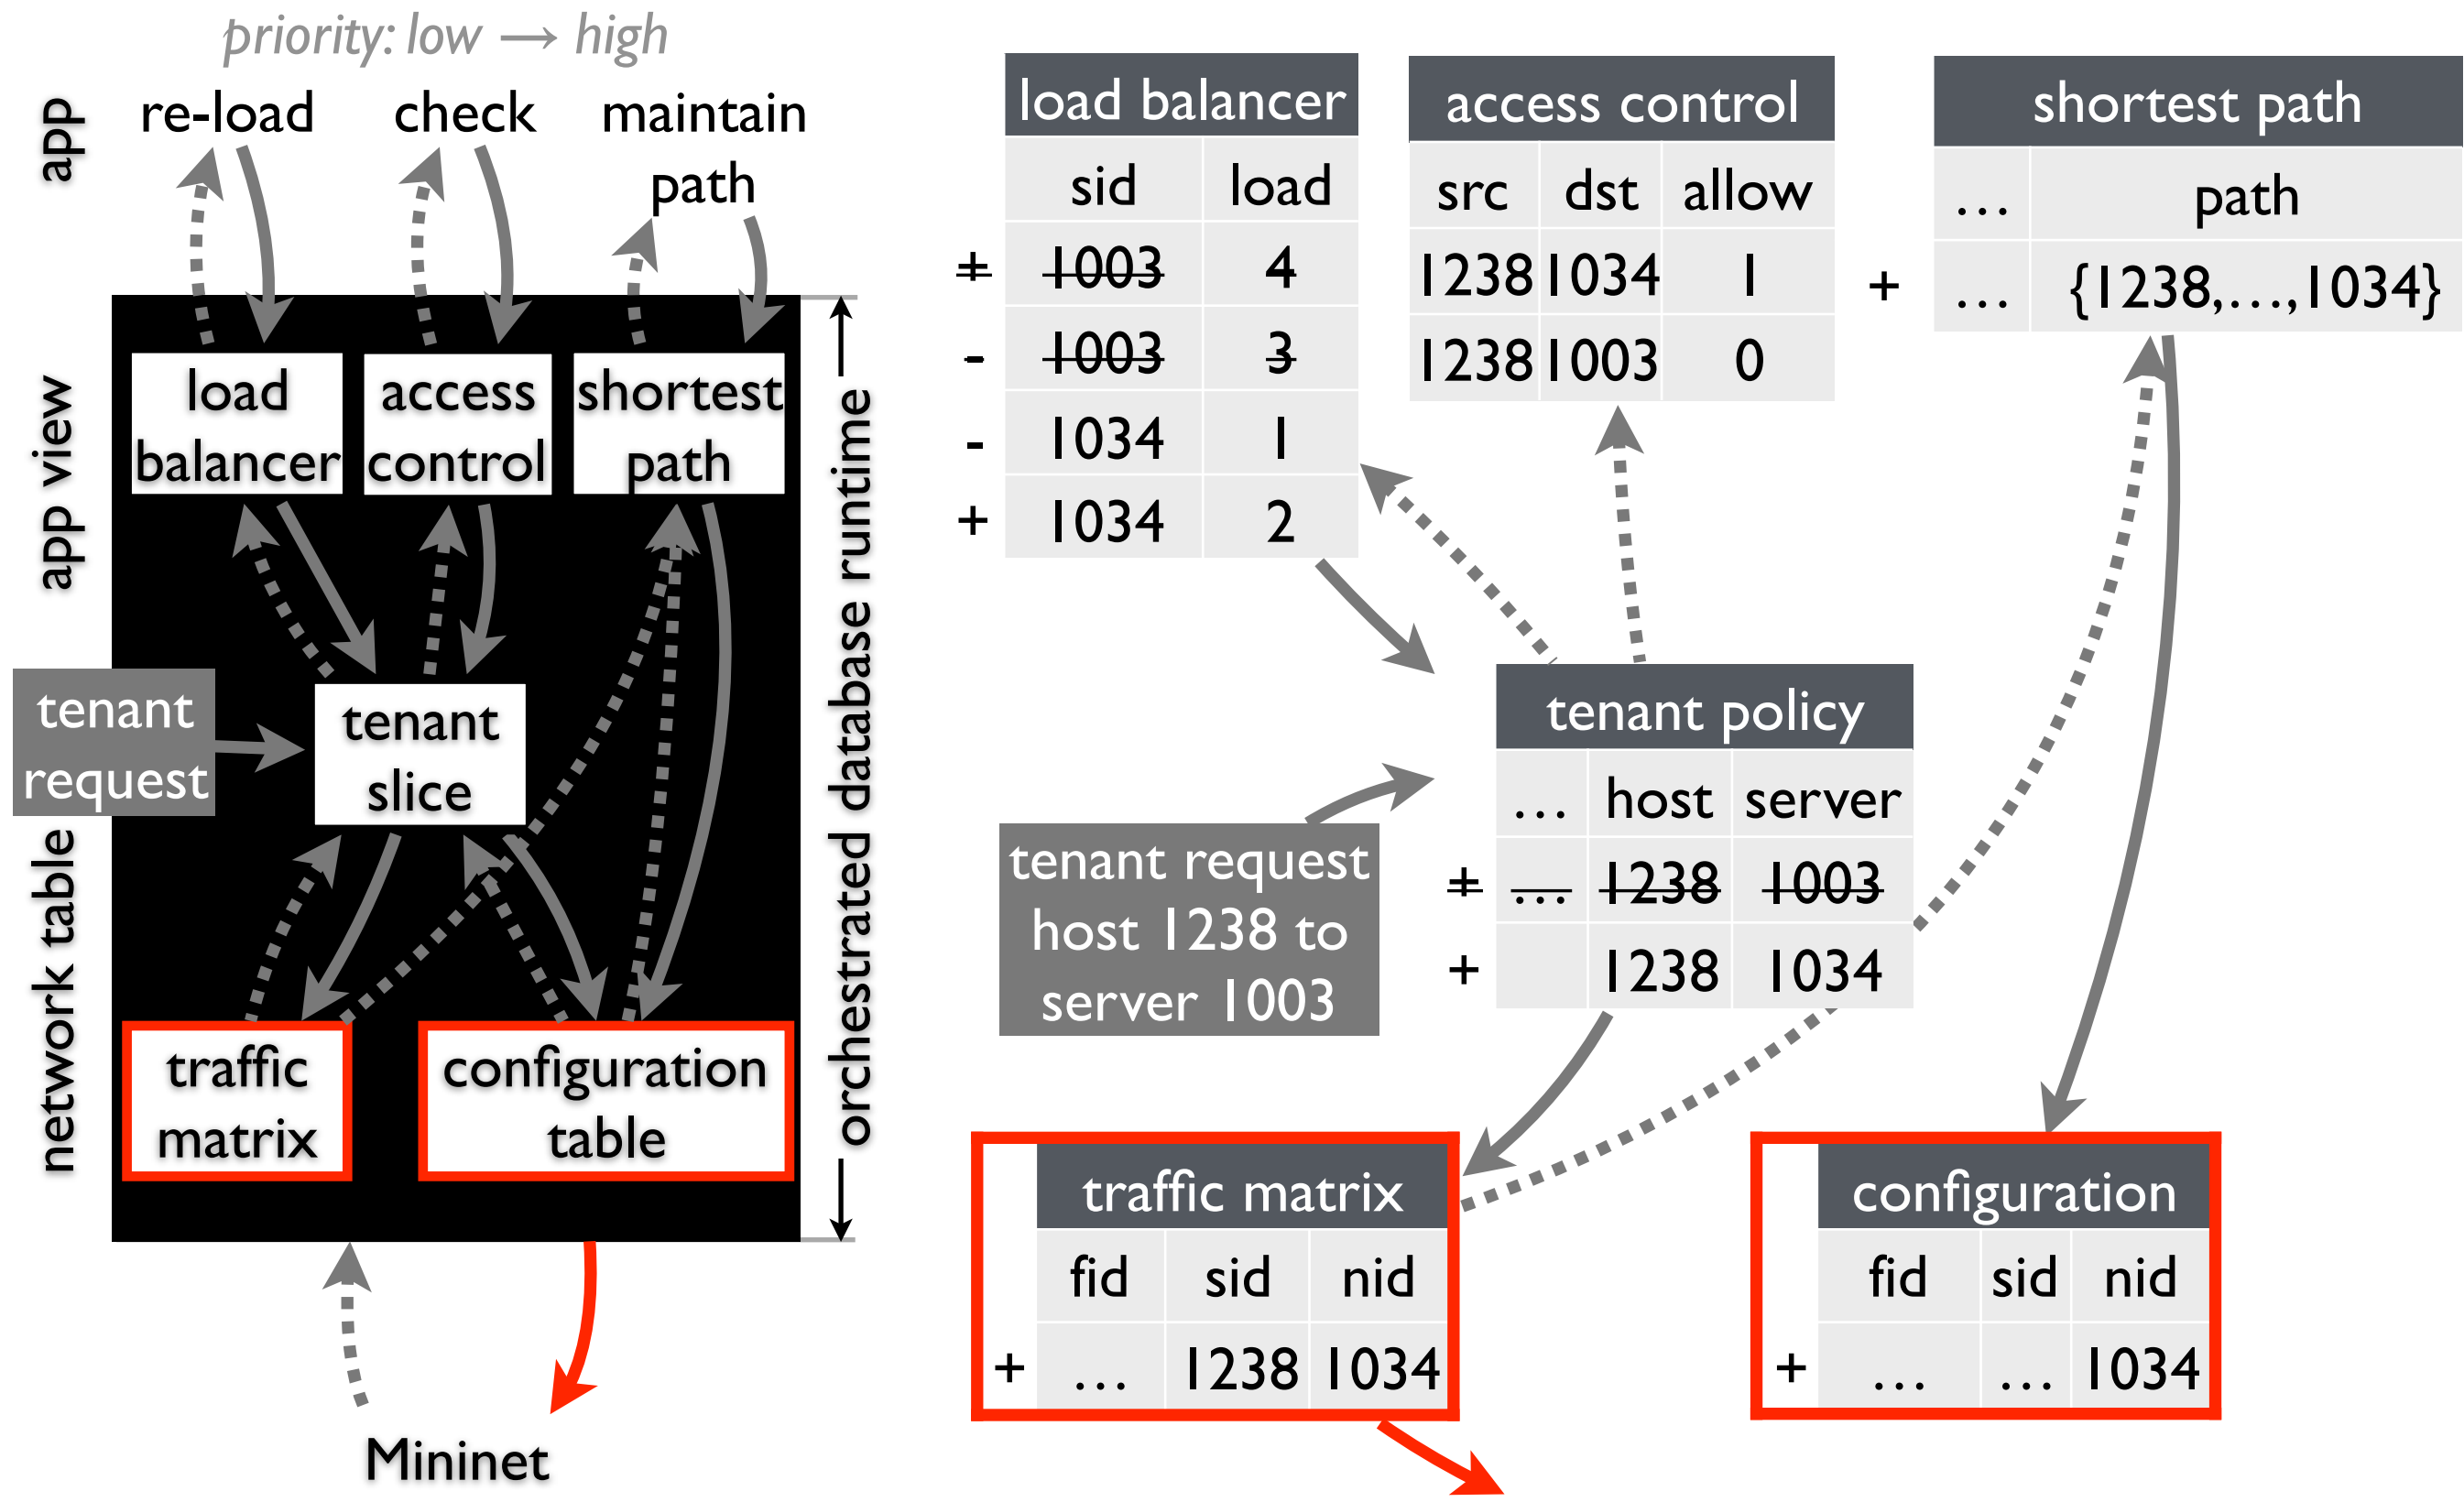 priority: low → high
app
re-load
check
maintain
path
app view
load
balancer
access
control
shortest
path
tenant
request
tenant
slice
network table
traffic
matrix
configuration
table
orchestrated database runtime
Mininet
load balancer
sid load
+ 1003 4
- 1003 3
- 1034 1
+ 1034 2
access control
src dst allow
1238 1034 1
1238 1003 0
shortest path
... path
+ ... {1238,...,1034}
tenant request
host 1238 to
server 1003
tenant policy
... host server
+ ... 1238 1003
+ 1238 1034
traffic matrix
fid sid nid
+ ... 1238 1034
configuration
fid sid nid
+ ... ... 1034